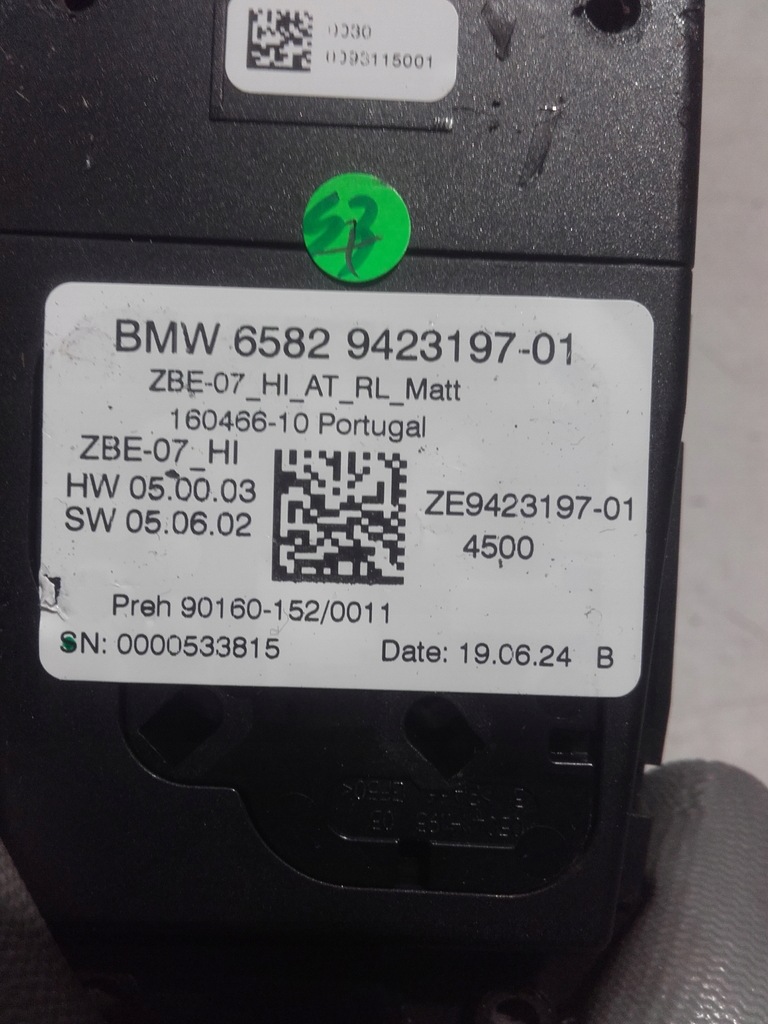 0030
0093115001
53
BMW 6582 9423197-01
ZBE-07_HI_AT_RL_Matt
160466-10 Portugal
ZBE-07_HI
HW 05.00.03
SW 05.06.02
ZE9423197-01
4500
Preh 90160-152/0011
SN: 0000533815
Date: 19.06.24 B